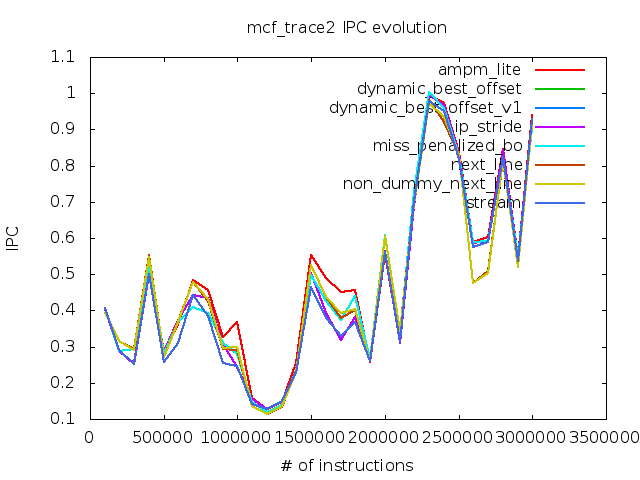 mcf_trace2 IPC evolution
1.1
1
0.9
0.8
0.7
0.6
0.5
0.4
0.3
0.2
0.1
IPC
ampm_lite
dynamic_best_offset
dynamic_best_offset_v1
ip_stride
miss_penalized_bo
next_line
non_dummy_next_line
stream
0 500000 1000000 1500000 2000000 2500000 3000000 3500000
# of instructions